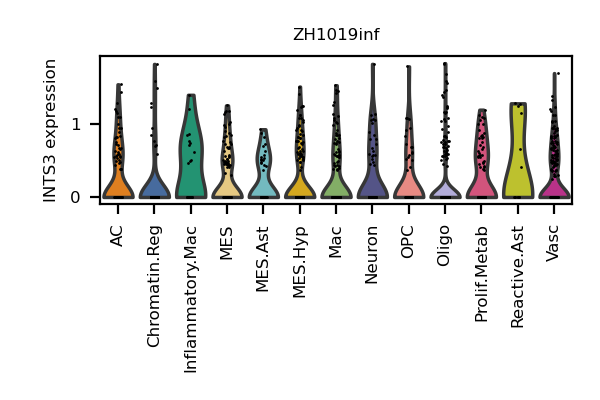 ZH1019inf
INTS3 expression
1
0
AC
Chromatin.Reg
Inflammatory.Mac
MES
MES.Ast
MES.Hyp
Mac
Neuron
OPC
Oligo
Prolif.Metab
Reactive.Ast
Vasc